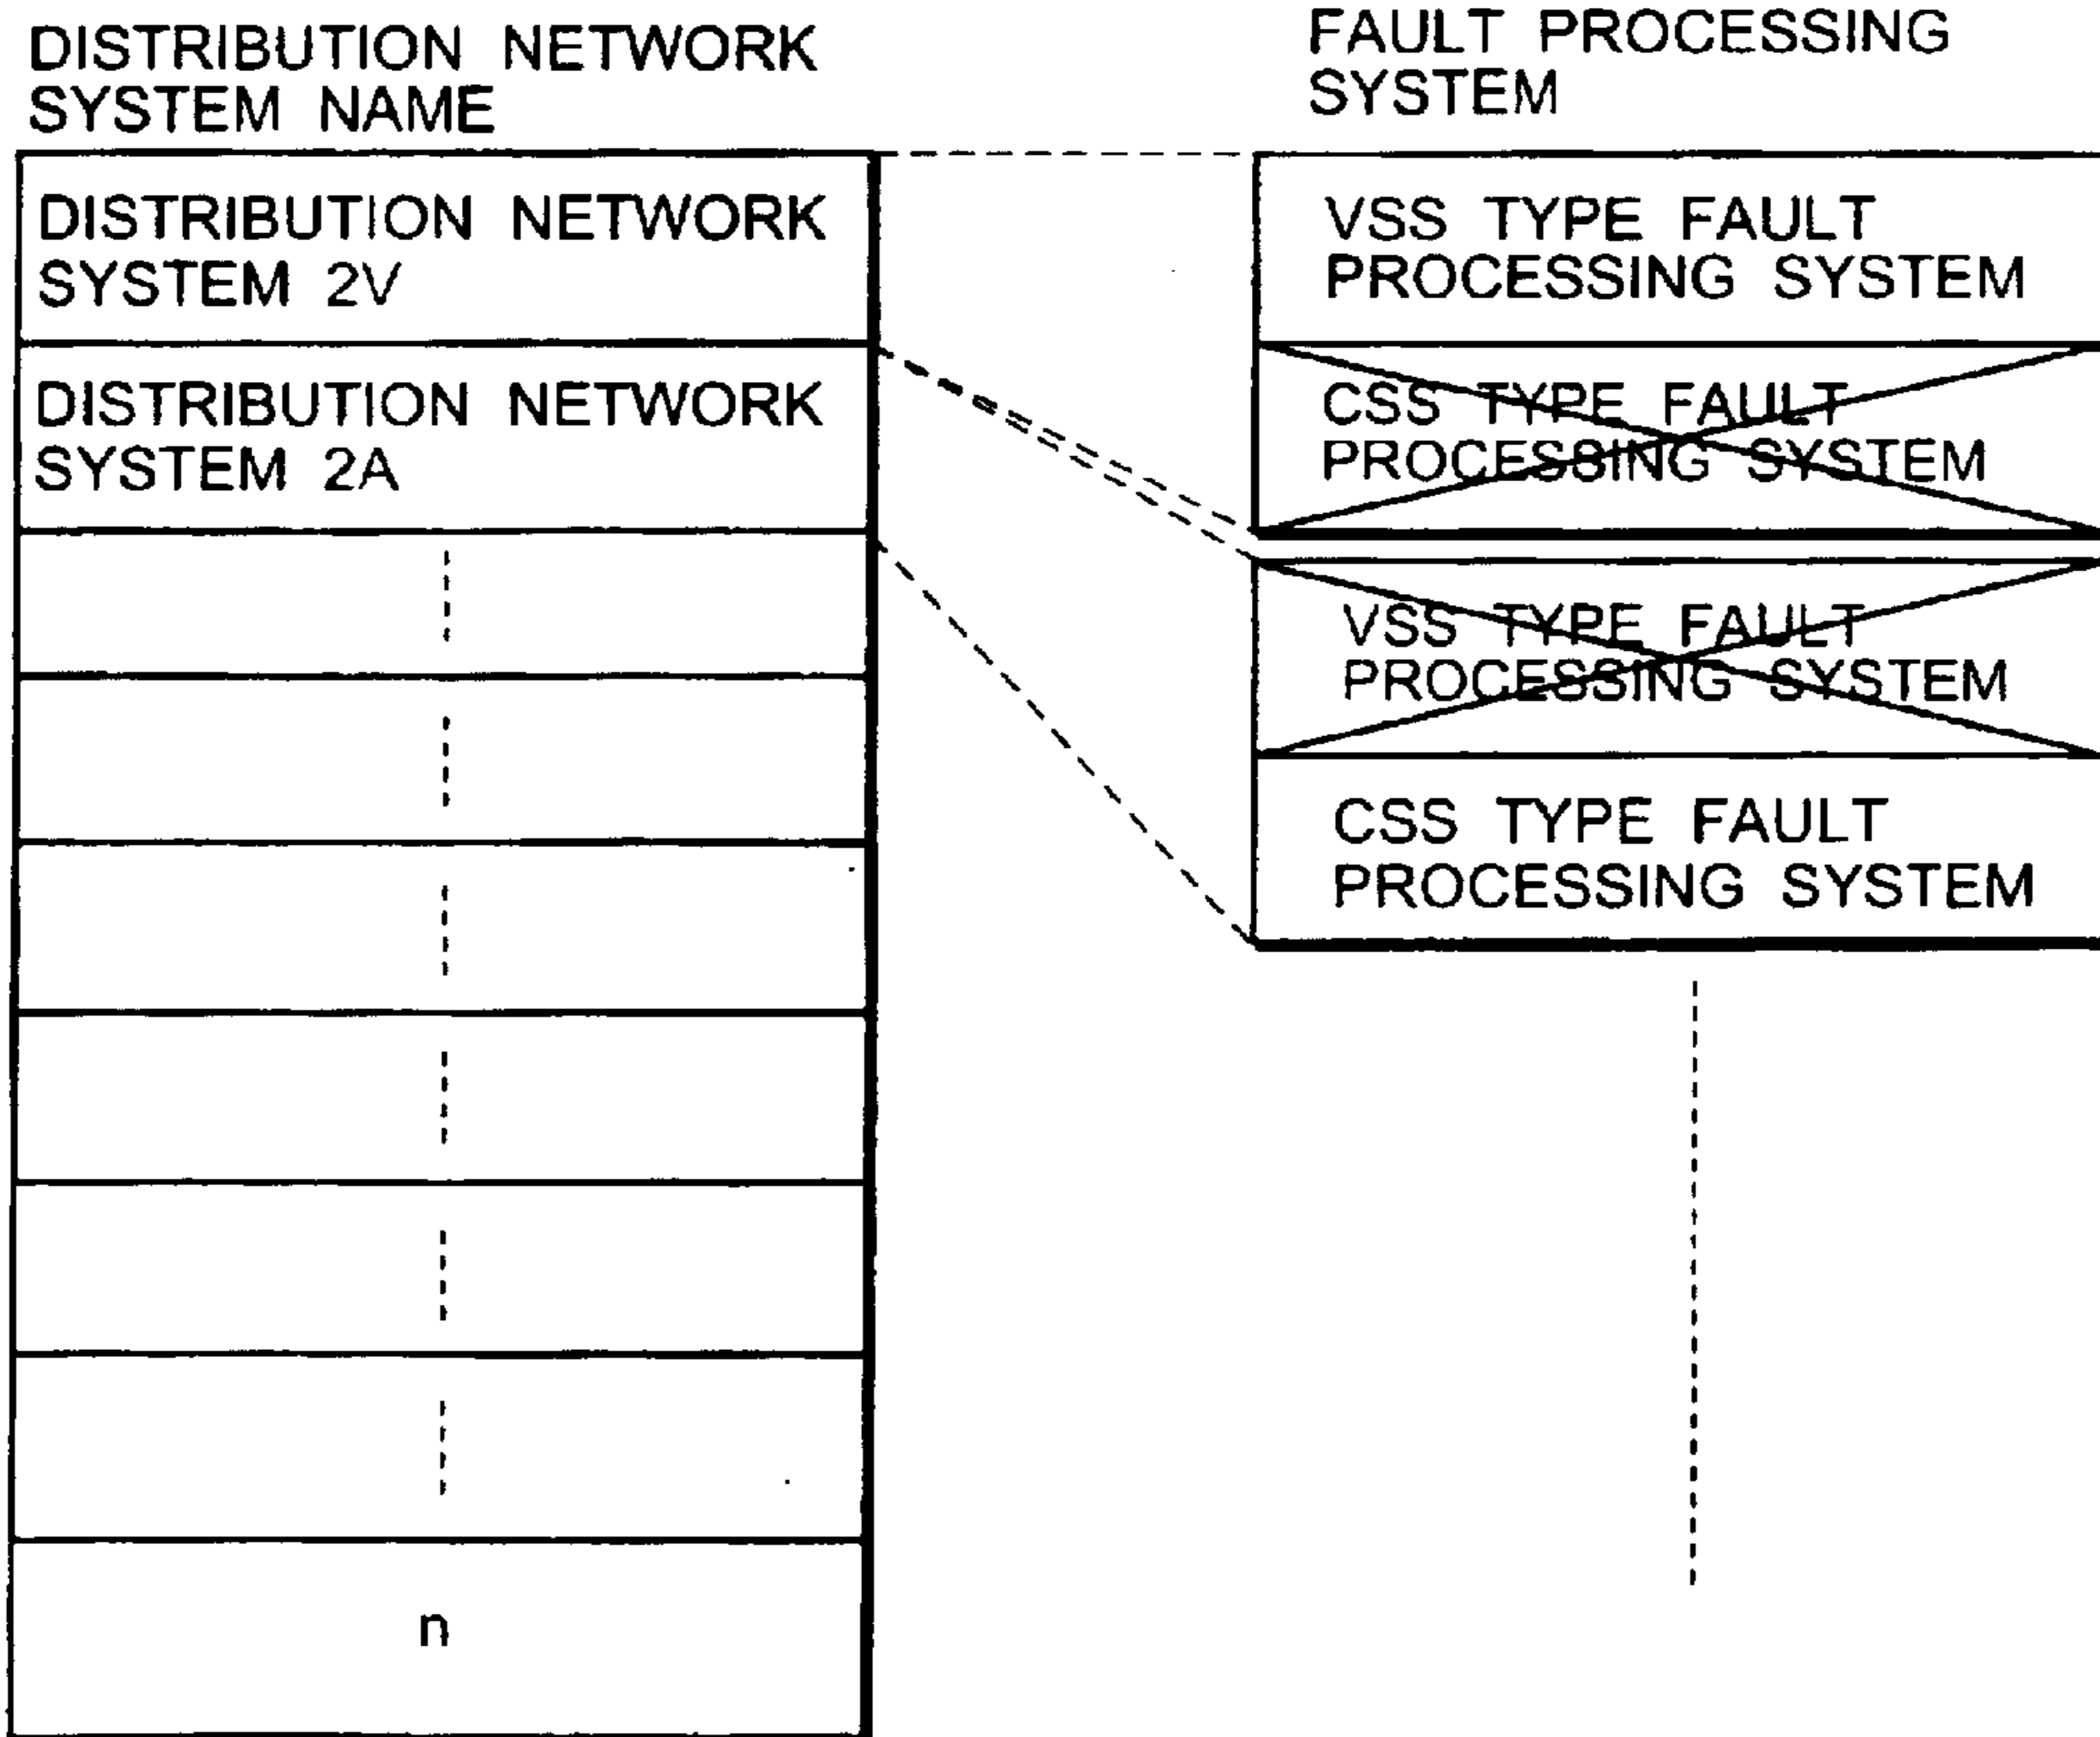 DISTRIBUTION NETWORK
SYSTEM NAME
DISTRIBUTION NETWORK
SYSTEM 2V
DISTRIBUTION NETWORK
SYSTEM 2A
n
FAULT PROCESSING
SYSTEM
VSS TYPE FAULT
PROCESSING SYSTEM
CSS TYPE FAULT
PROCESSING SYSTEM
VSS TYPE FAULT
PROCESSING SYSTEM
CSS TYPE FAULT
PROCESSING SYSTEM